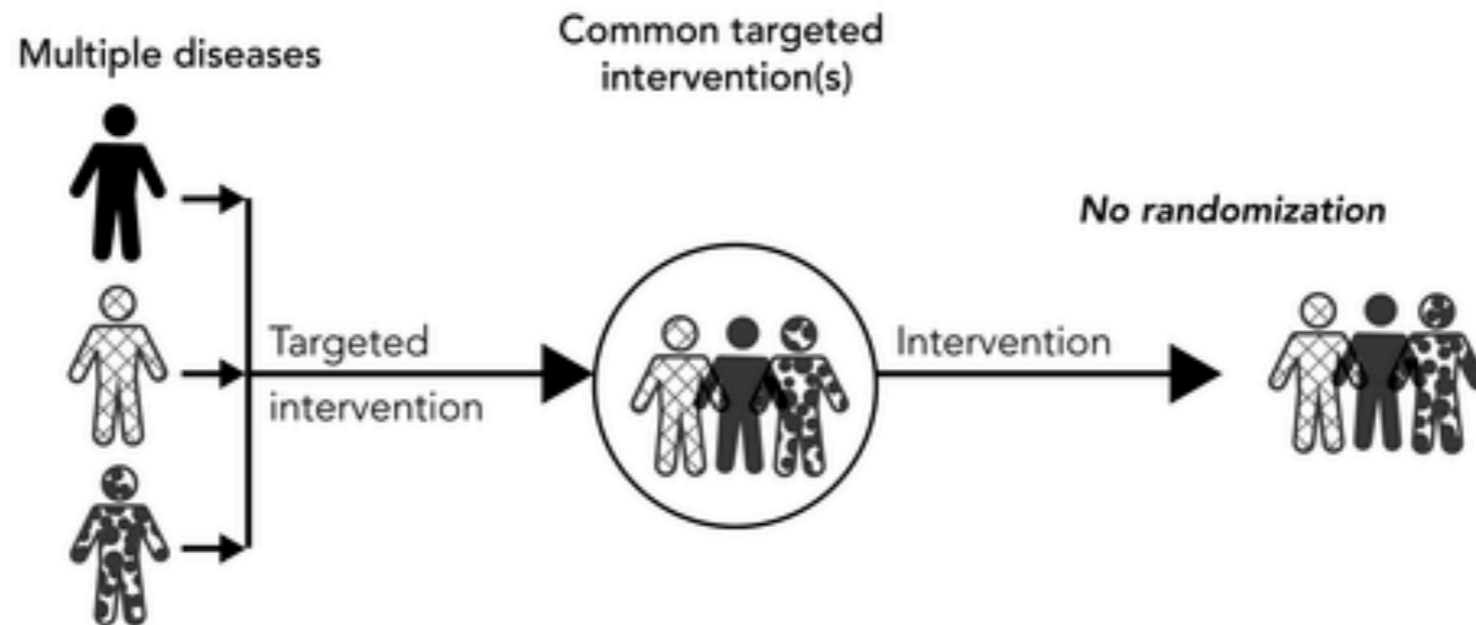 Multiple diseases
Common targeted
intervention(s)
No randomization
Targeted
intervention
Intervention